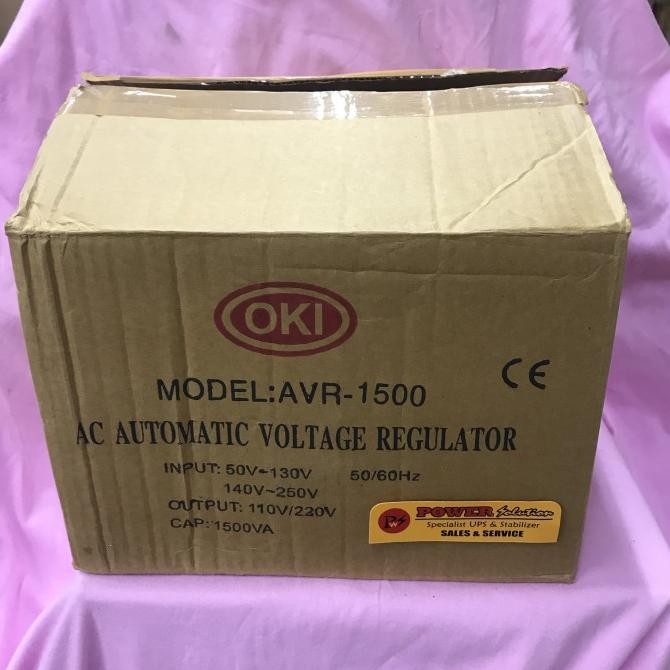 OKI
CE
MODEL:AVR-1500
AC AUTOMATIC VOLTAGE REGULATOR
INPUT: 50V~130V 50/60Hz
140V~250V
OUTPUT: 110V/220V
CAP: 1500VA
PwS POWER Solution
Specialist UPS & Stabilizer
SALES & SERVICE